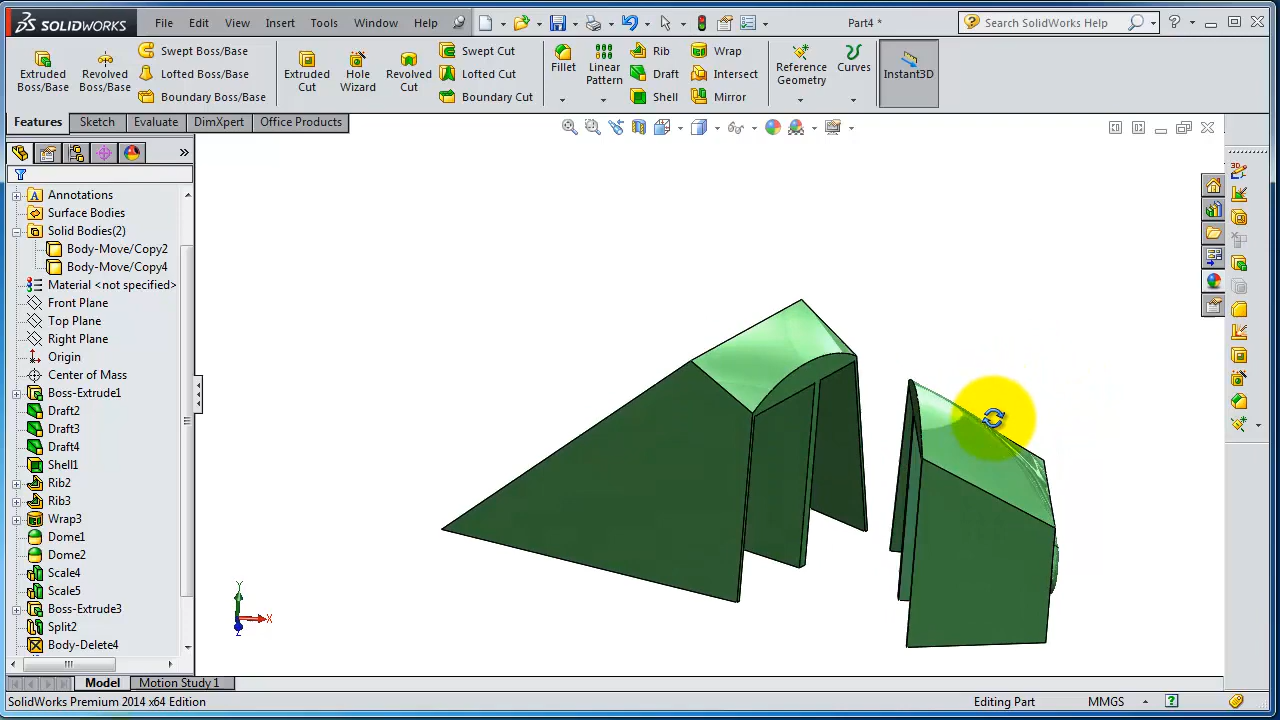 SOLIDWORKS File Edit View Insert Tools Window Help Part4 * Search SolidWorks Help
Extruded Boss/Base
Revolved Boss/Base
Swept Boss/Base
Lofted Boss/Base
Boundary Boss/Base
Extruded Cut
Hole Wizard
Revolved Cut
Swept Cut
Lofted Cut
Boundary Cut
Fillet
Linear Pattern
Rib
Draft
Shell
Wrap
Intersect
Mirror
Reference Geometry
Curves
Instant3D
Features Sketch Evaluate DimXpert Office Products
Annotations
Surface Bodies
Solid Bodies(2)
Body-Move/Copy2
Body-Move/Copy4
Material <not specified>
Front Plane
Top Plane
Right Plane
Origin
Center of Mass
Boss-Extrude1
Draft2
Draft3
Draft4
Shell1
Rib2
Rib3
Wrap3
Dome1
Dome2
Scale4
Scale5
Boss-Extrude3
Split2
Body-Delete4
Y
X
Z
Model Motion Study 1
SolidWorks Premium 2014 x64 Edition Editing Part MMGS